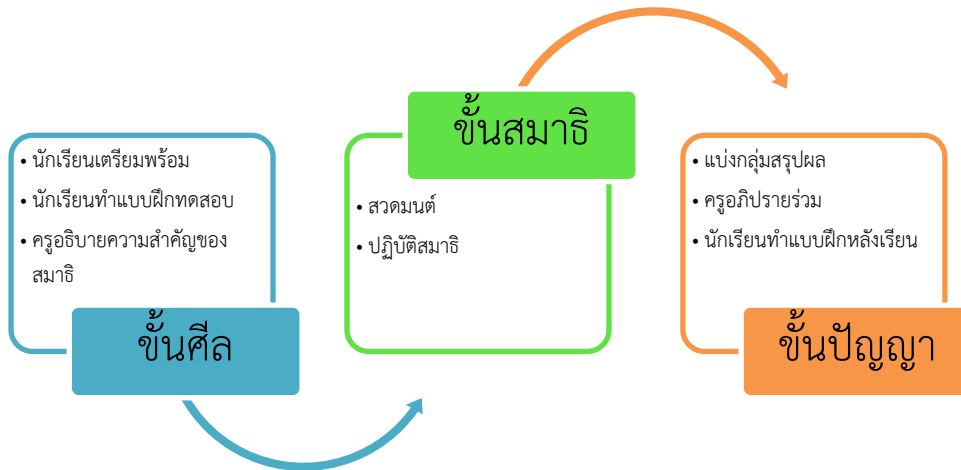 • นักเรียนเตรียมพร้อม
• นักเรียนทำแบบฝึกทดสอบ
• ครูอธิบายความสำคัญของ
สมาธิ
ขั้นศีล
ขั้นสมาธิ
• สวดมนต์
• ปฏิบัติสมาธิ
• แบ่งกลุ่มสรุปผล
• ครูอภิปรายร่วม
• นักเรียนทำแบบฝึกหลังเรียน
ขั้นปัญญา